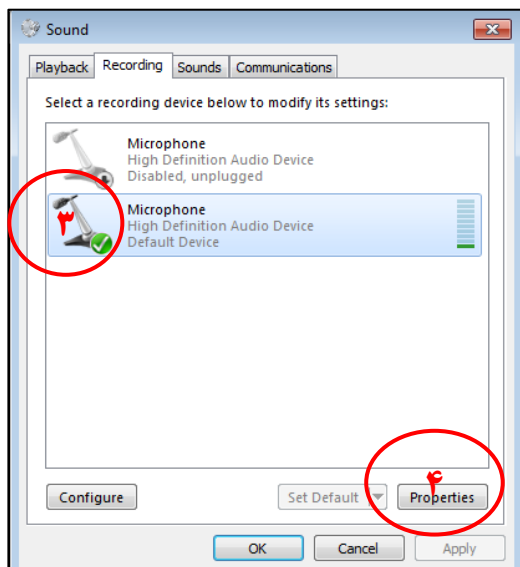 Sound
Playback Recording Sounds Communications
Select a recording device below to modify its settings:
Microphone
High Definition Audio Device
Disabled, unplugged
۳
Microphone
High Definition Audio Device
Default Device
۴
Configure Set Default Properties
OK Cancel Apply